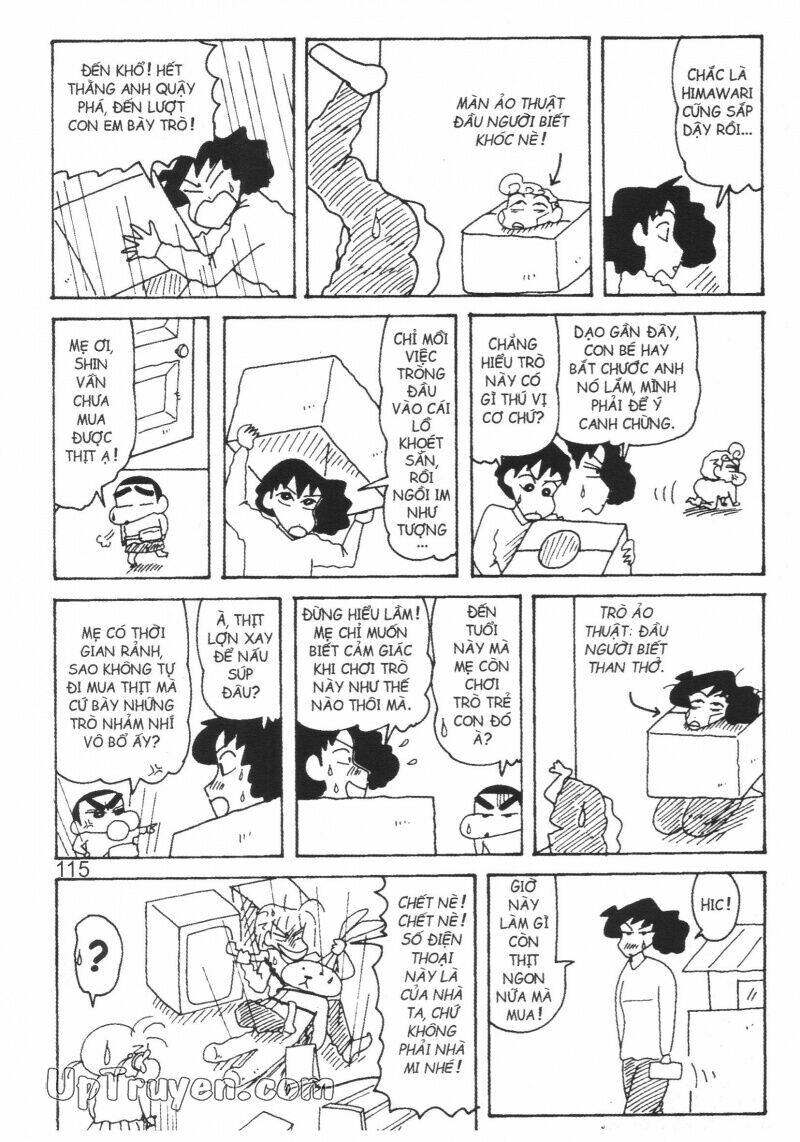 CHẮC LÀ
HIMAWARI
CŨNG SẮP
DẬY RỒI...
MÀN ẢO THUẬT
ĐẦU NGƯỜI BIẾT
KHÓC NÈ!
ĐẾN KHỔ! HẾT
THẰNG ANH QUẬY
PHÁ, ĐẾN LƯỢT
CON EM BÀY TRÒ!
DẠO GẦN ĐÂY,
CON BÉ HAY
BẮT CHƯỚC ANH
NÓ LẮM, MÌNH
PHẢI ĐỂ Ý
CANH CHỪNG.
CHẲNG
HIỂU TRÒ
NÀY CÓ
GÌ THÚ VỊ
CƠ CHỨ?
CHỈ MỖI
VIỆC
TRÒNG
ĐẦU
VÀO CÁI
LỖ
KHOÉT
SẴN,
RỒI
NGỒI IM
NHƯ
TƯỢNG
...
MẸ ƠI,
SHIN
VẪN
CHƯA
MUA
ĐƯỢC
THỊT Ạ!
TRÒ ẢO
THUẬT: ĐẦU
NGƯỜI BIẾT
THAN THỞ.
ĐẾN
TUỔI
NÀY MÀ
MẸ CÒN
CHƠI
TRÒ TRẺ
CON ĐÓ
À?
ĐỪNG HIỂU LẦM!
MẸ CHỈ MUỐN
BIẾT CẢM GIÁC
KHI CHƠI TRÒ
NÀY NHƯ THẾ
NÀO THÔI MÀ.
À, THỊT
LỢN XAY
ĐỂ NẤU
SÚP
ĐÂU?
MẸ CÓ THỜI
GIAN RẢNH,
SAO KHÔNG TỰ
ĐI MUA THỊT MÀ
CỨ BÀY NHỮNG
TRÒ NHẢM NHÍ
VÔ BỔ ẤY?
115
HIC!
GIỜ
NÀY
LÀM GÌ
CÒN
THỊT
NGON
NỮA MÀ
MUA!
CHẾT NÈ!
CHẾT NÈ!
SỐ ĐIỆN
THOẠI
NÀY LÀ
CỦA NHÀ
TA, CHỨ
KHÔNG
PHẢI NHÀ
MI NHÉ!
?
UpTruyen.com